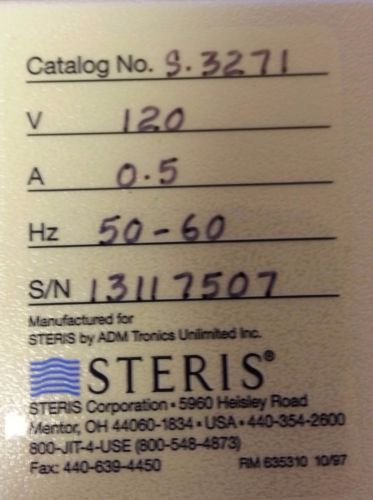 Catalog No. S.3271
V 120
A 0.5
Hz 50-60
S/N 13117507
Manufactured for
STERIS by ADM Tronics Unlimited Inc.
STERIS®
STERIS Corporation • 5960 Heisley Road
Mentor, OH 44060-1834 • USA • 440-354-2600
800-JIT-4-USE (800-548-4873)
Fax: 440-639-4450 RM 635310 10/97